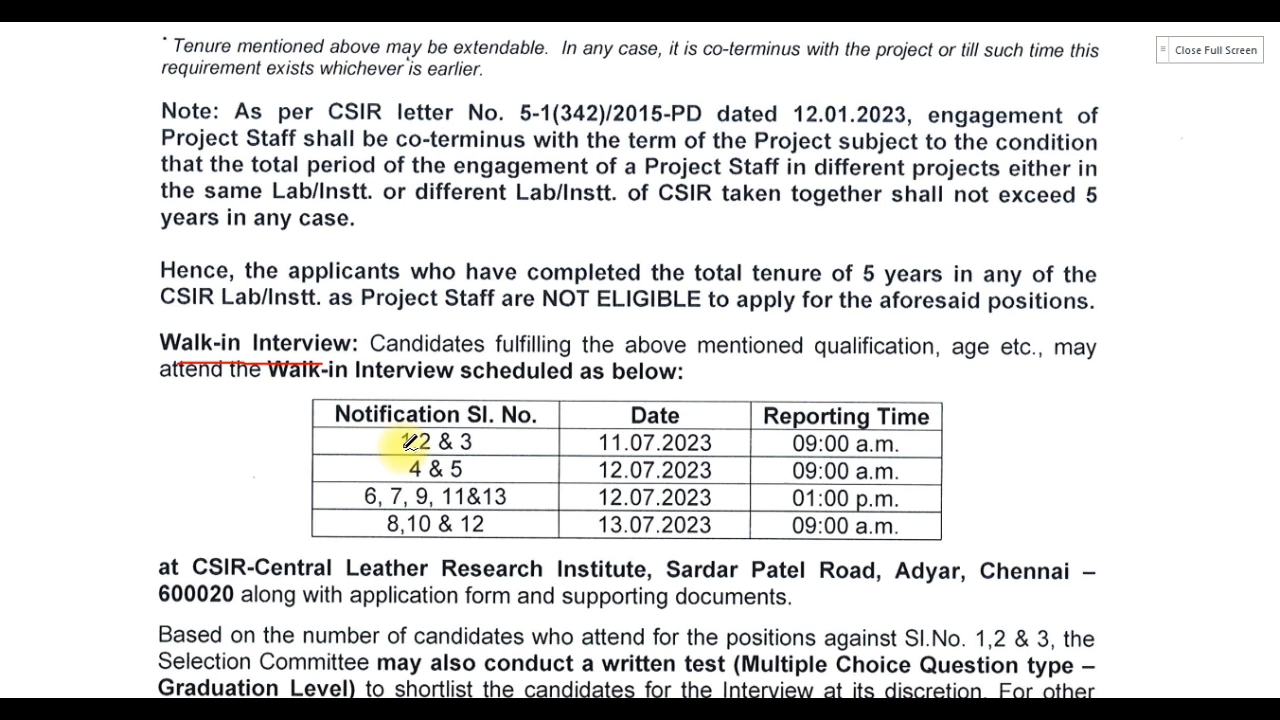 * Tenure mentioned above may be extendable. In any case, it is co-terminus with the project or till such time this
requirement exists whichever is earlier.
Close Full Screen
Note: As per CSIR letter No. 5-1(342)/2015-PD dated 12.01.2023, engagement of
Project Staff shall be co-terminus with the term of the Project subject to the condition
that the total period of the engagement of a Project Staff in different projects either in
the same Lab/Instt. or different Lab/Instt. of CSIR taken together shall not exceed 5
years in any case.
Hence, the applicants who have completed the total tenure of 5 years in any of the
CSIR Lab/Instt. as Project Staff are NOT ELIGIBLE to apply for the aforesaid positions.
Walk-in Interview: Candidates fulfilling the above mentioned qualification, age etc., may
attend the Walk-in Interview scheduled as below:
Notification Sl. No. Date Reporting Time
1,2 & 3 11.07.2023 09:00 a.m.
4 & 5 12.07.2023 09:00 a.m.
6, 7, 9, 11&13 12.07.2023 01:00 p.m.
8,10 & 12 13.07.2023 09:00 a.m.
at CSIR-Central Leather Research Institute, Sardar Patel Road, Adyar, Chennai –
600020 along with application form and supporting documents.
Based on the number of candidates who attend for the positions against Sl.No. 1,2 & 3, the
Selection Committee may also conduct a written test (Multiple Choice Question type –
Graduation Level) to shortlist the candidates for the Interview at its discretion. For other